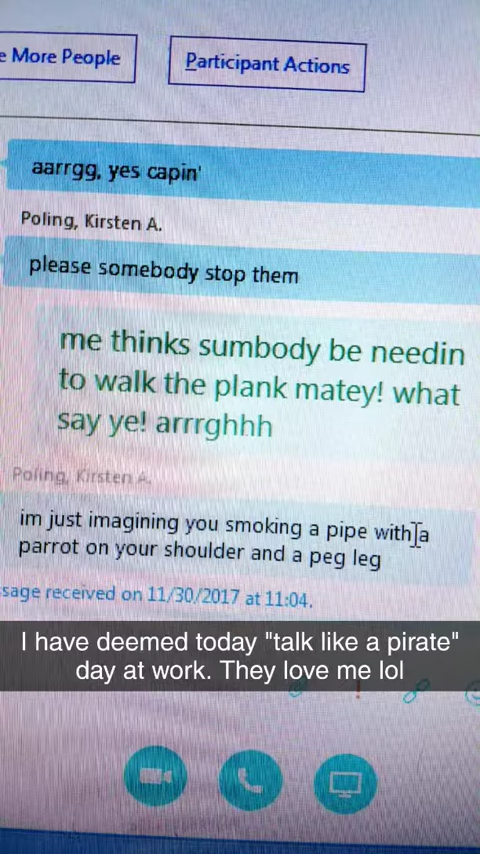 e More People
Participant Actions
aarrgg, yes capin'
Poling, Kirsten A.
please somebody stop them
me thinks sumbody be needin
to walk the plank matey! what
say ye! arrrghhh
Poling, Kirsten A.
im just imagining you smoking a pipe with a
parrot on your shoulder and a peg leg
sage received on 11/30/2017 at 11:04.
I have deemed today "talk like a pirate"
day at work. They love me lol